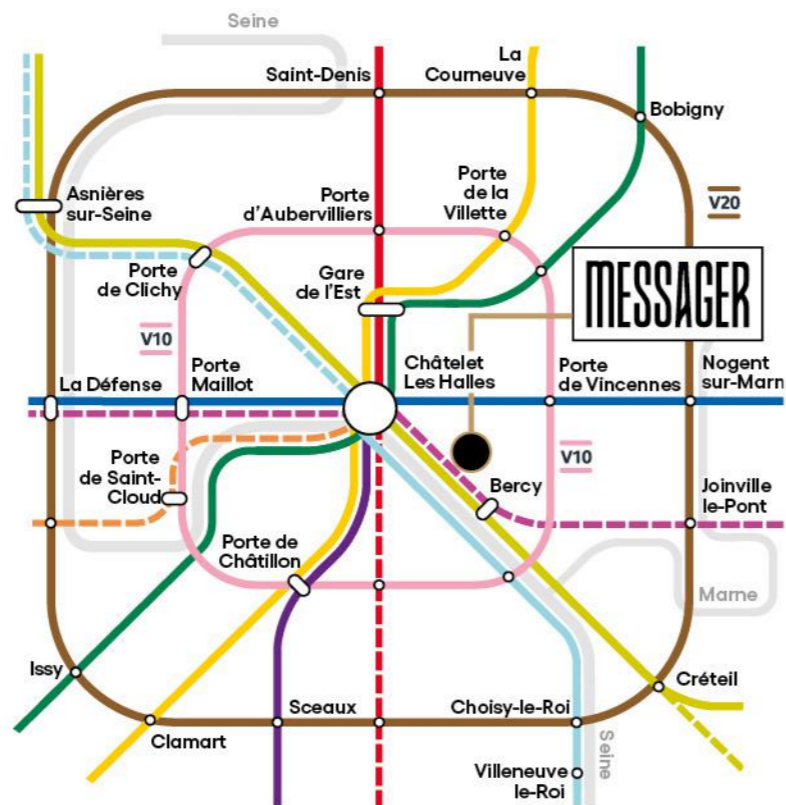 Seine
La
Courneuve
Saint-Denis
Bobigny
Asnières
sur-Seine
Porte
d'Aubervilliers
Porte
de la
Villette
V20
Porte
de Clichy
Gare
de l'Est
MESSAGER
V10
La Défense
Porte
Maillot
Châtelet
Les Halles
Porte
de Vincennes
Nogent
sur-Marn
Porte
de Saint-
Cloud
V10
Bercy
Joinville
le-Pont
Porte de
Châtillon
Marne
Issy
Créteil
Sceaux
Choisy-le-Roi
Clamart
Seine
Villeneuve
le-Roi